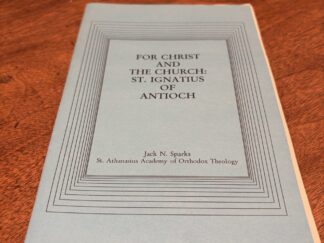 FOR CHRIST
AND
THE CHURCH:
ST. IGNATIUS
OF
ANTIOCH
Jack N. Sparks
St. Athanasius Academy of Orthodox Theology